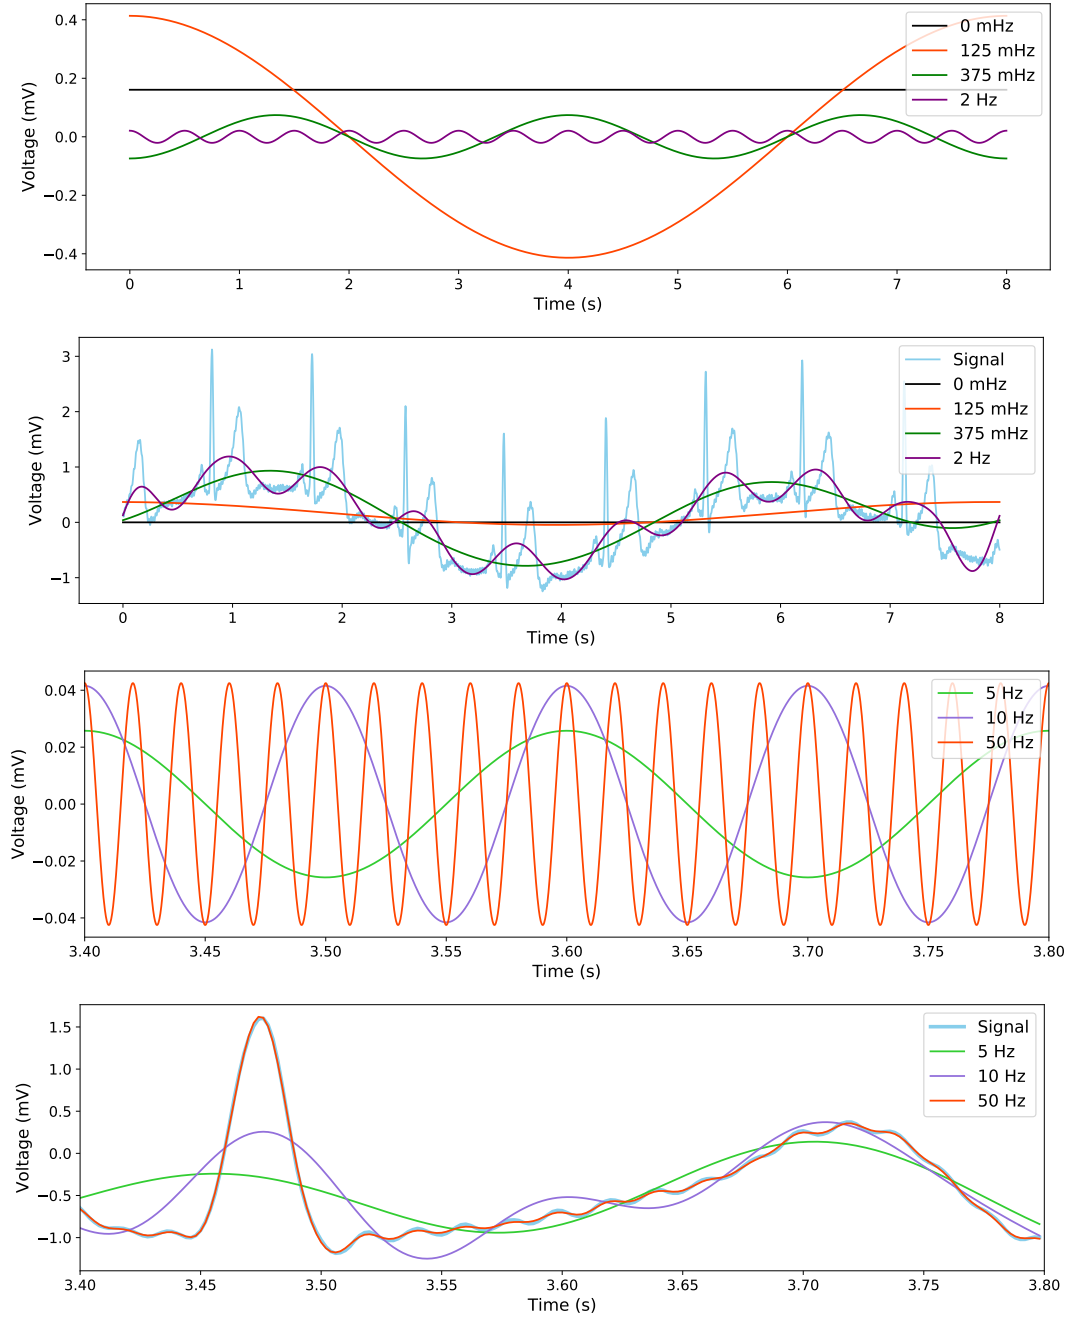 0.4
0.2
0.0
−0.2
−0.4
Voltage (mV)
0 mHz
125 mHz
375 mHz
2 Hz
0 1 2 3 4 5 6 7 8
Time (s)
3
2
1
0
−1
Voltage (mV)
Signal
0 mHz
125 mHz
375 mHz
2 Hz
0 1 2 3 4 5 6 7 8
Time (s)
0.04
0.02
0.00
−0.02
−0.04
Voltage (mV)
5 Hz
10 Hz
50 Hz
3.40 3.45 3.50 3.55 3.60 3.65 3.70 3.75 3.80
Time (s)
1.5
1.0
0.5
0.0
−0.5
−1.0
Voltage (mV)
Signal
5 Hz
10 Hz
50 Hz
3.40 3.45 3.50 3.55 3.60 3.65 3.70 3.75 3.80
Time (s)